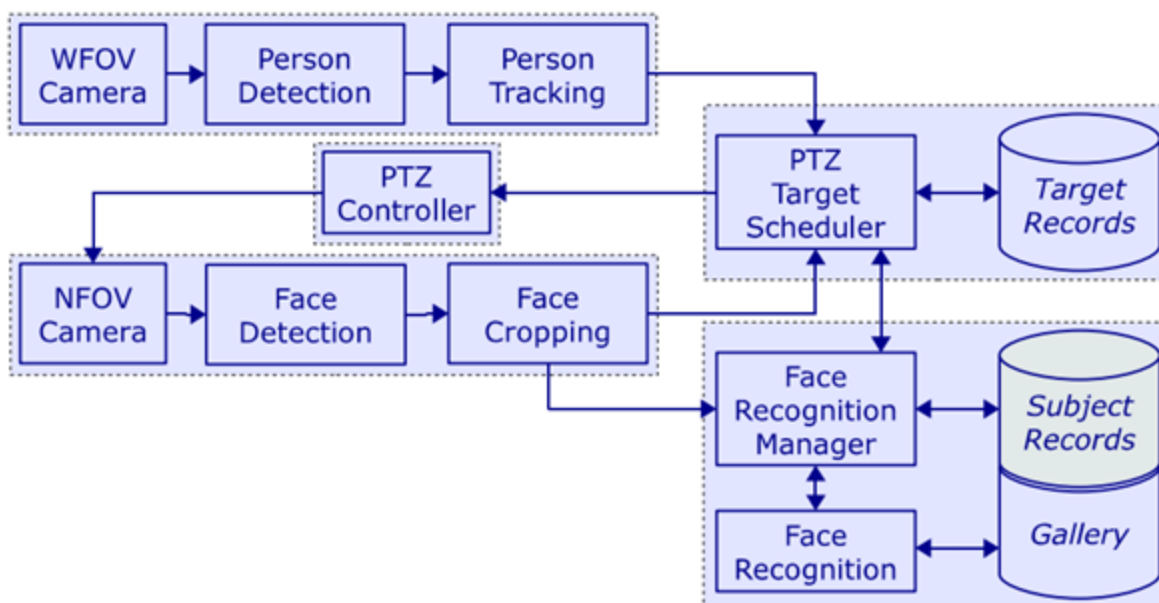 WFOV
Camera
Person
Detection
Person
Tracking
PTZ
Controller
PTZ
Target
Scheduler
Target
Records
NFOV
Camera
Face
Detection
Face
Cropping
Face
Recognition
Manager
Subject
Records
Face
Recognition
Gallery